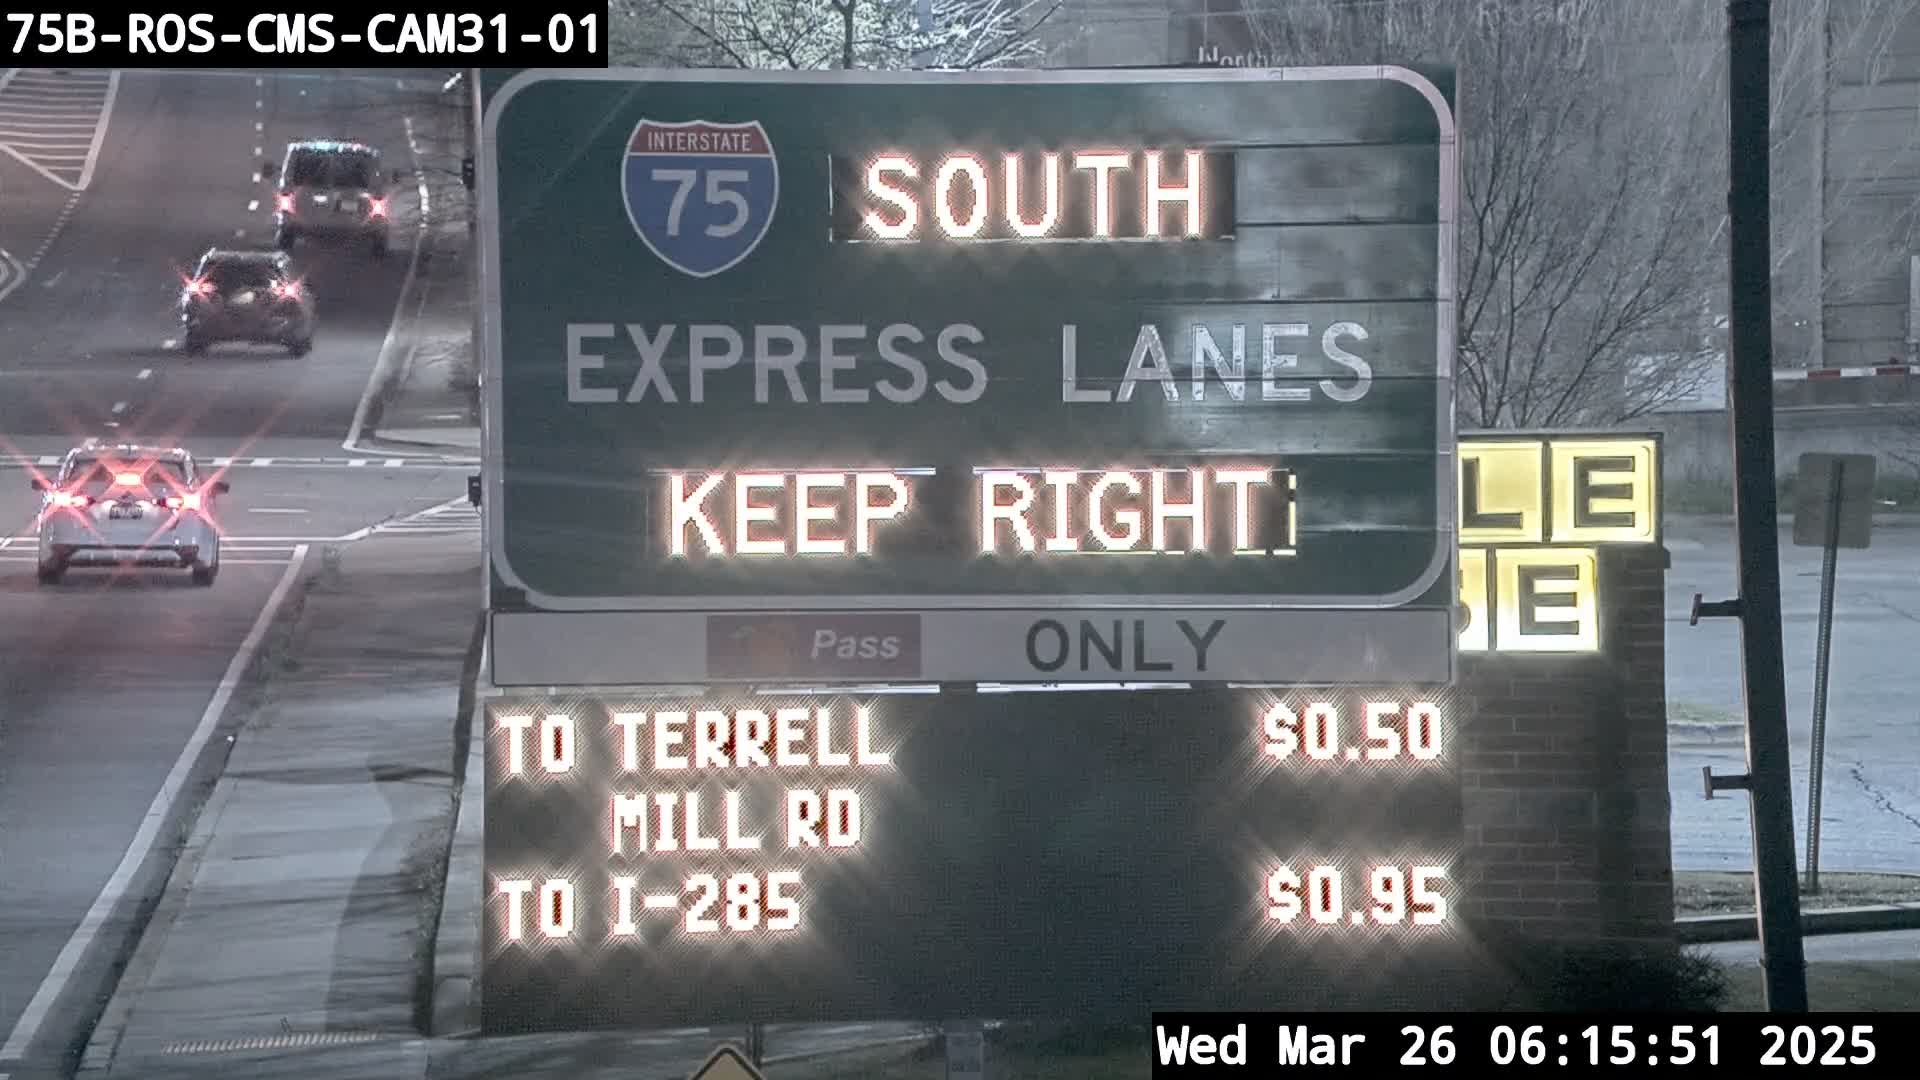 75B-ROS-CMS-CAM31-01
INTERSTATE
75
SOUTH
EXPRESS LANES
KEEP RIGHT
Pass ONLY
TO TERRELL $0.50
MILL RD
TO I-285 $0.95
LE
E
Wed Mar 26 06:15:51 2025